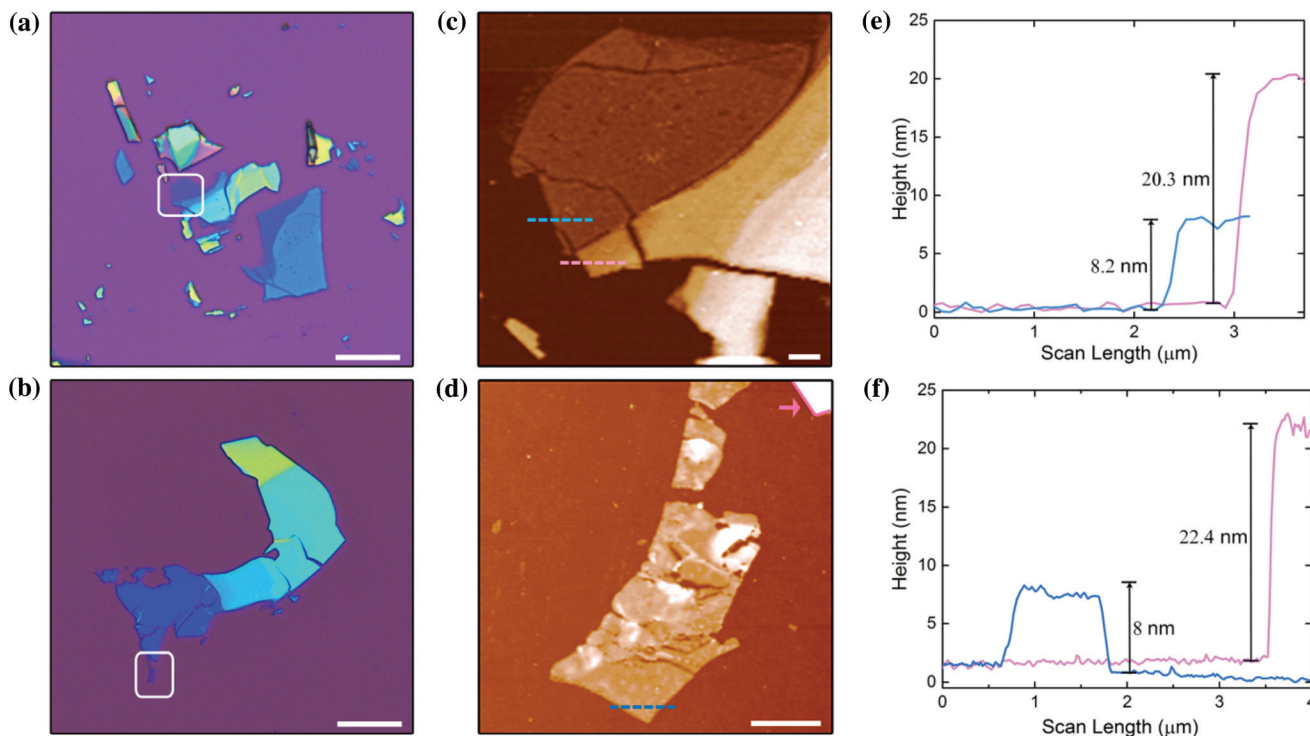 (a)
(b)
(c)
(d)
(e)
25
20
15
10
5
0
Height (nm)
20.3 nm
8.2 nm
0
1
2
3
Scan Length (μm)
(f)
25
20
15
10
5
0
Height (nm)
22.4 nm
8 nm
0
1
2
3
4
Scan Length (μm)